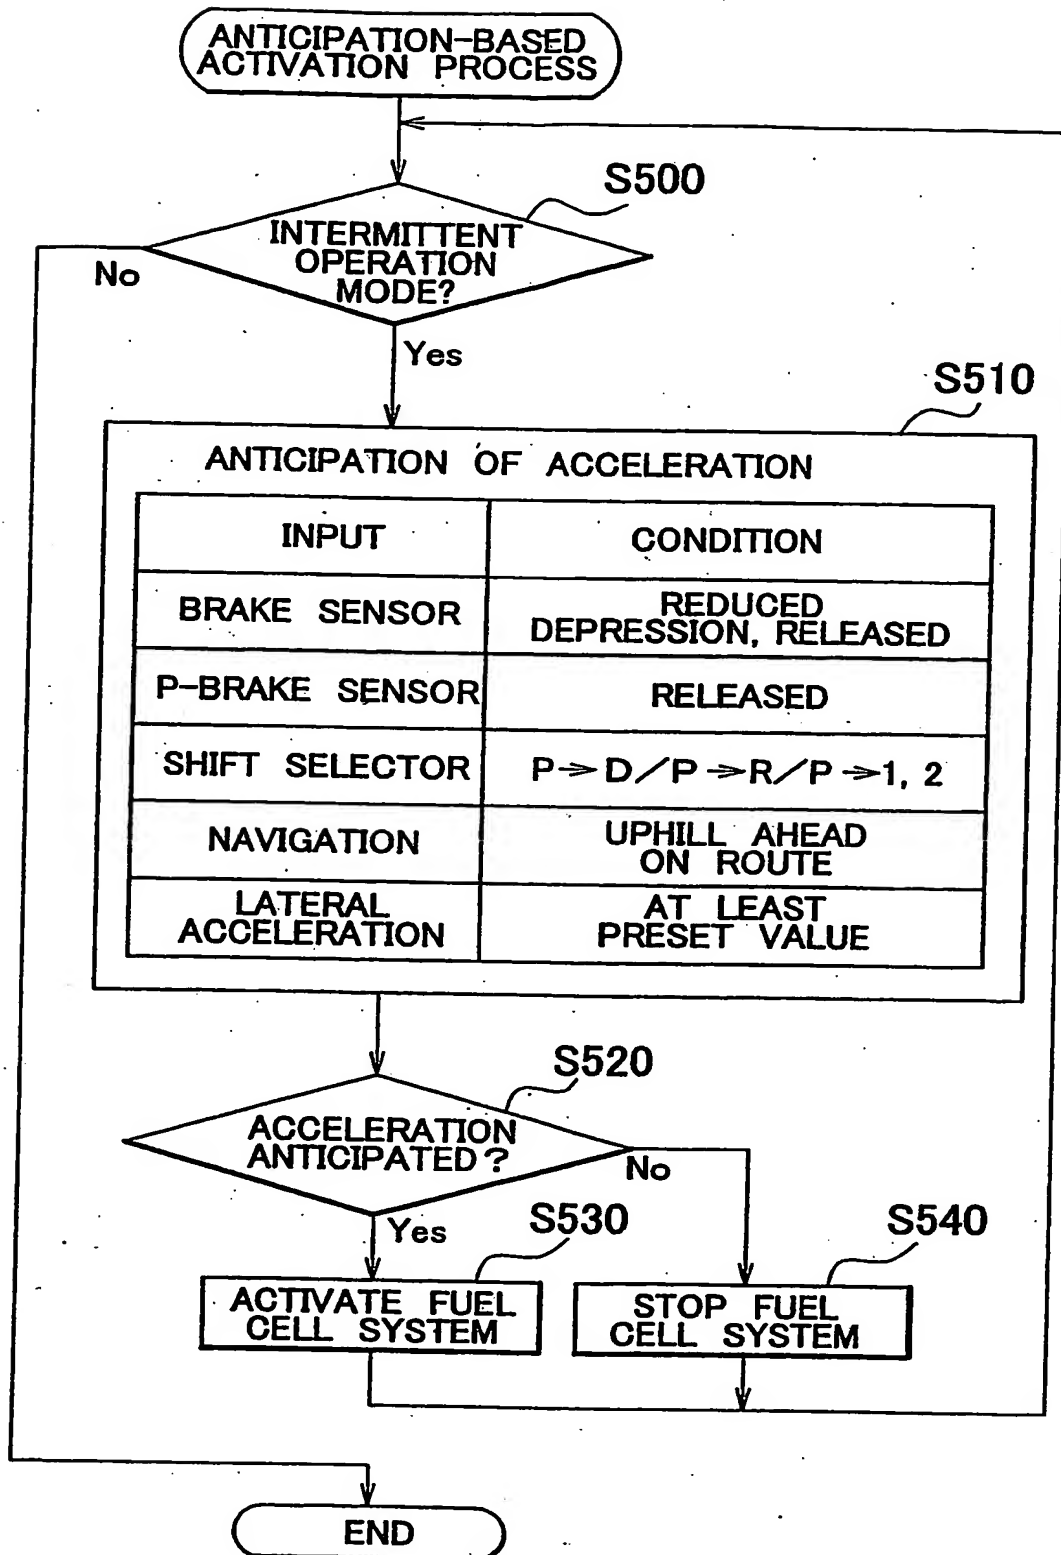 ANTICIPATION-BASED
ACTIVATION PROCESS
S500
INTERMITTENT
OPERATION
MODE?
No
Yes
S510
ANTICIPATION OF ACCELERATION
INPUT
CONDITION
BRAKE SENSOR
REDUCED
DEPRESSION, RELEASED
P-BRAKE SENSOR
RELEASED
SHIFT SELECTOR
P→D/P→R/P→1, 2
NAVIGATION
UPHILL AHEAD
ON ROUTE
LATERAL
ACCELERATION
AT LEAST
PRESET VALUE
S520
ACCELERATION
ANTICIPATED?
No
Yes
S530
S540
ACTIVATE FUEL
CELL SYSTEM
STOP FUEL
CELL SYSTEM
END